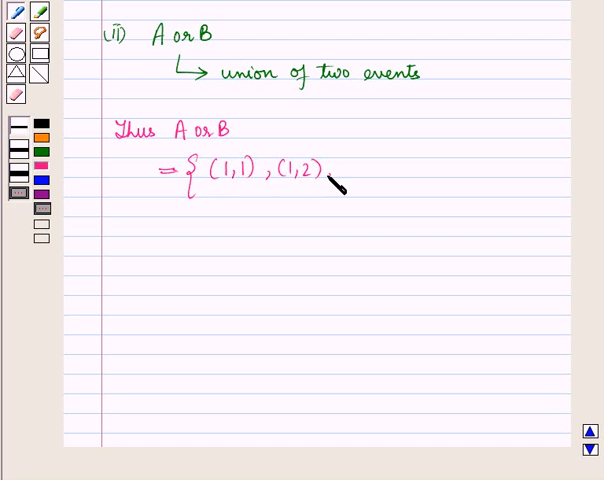 (ii) A or B
union of two events
Thus A or B
= { (1,1) , (1,2)